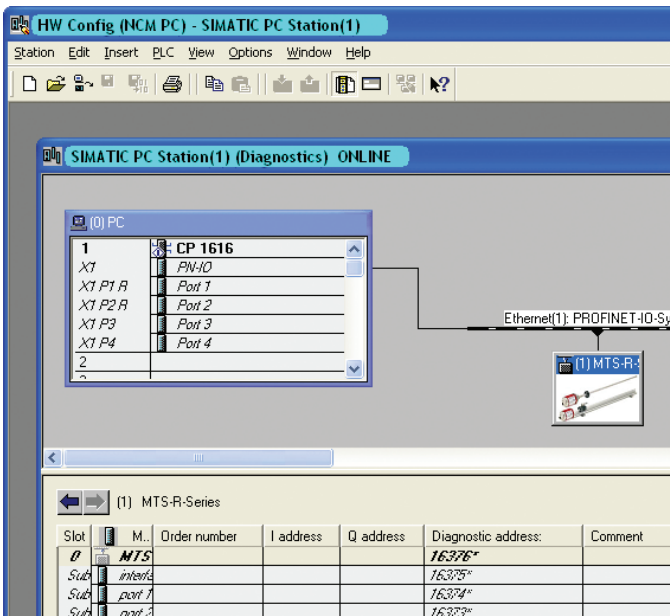 HW Config (NCM PC) - SIMATIC PC Station(1)
Station Edit Insert PLC View Options Window Help
SIMATIC PC Station(1) (Diagnostics) ONLINE
(0) PC
1 CP 1616
X1 PN-IO
X1 P1 R Port 1
X1 P2 R Port 2
X1 P3 Port 3
X1 P4 Port 4
2
Ethernet(1): PROFINET-IO-Sy
(1) MTS-R-S
(1) MTS-R-Series
Slot M... Order number I address Q address Diagnostic address: Comment
0 MTS 16376*
Sub interfa 16375*
Sub port 1 16374*
Sub port 2 16373*